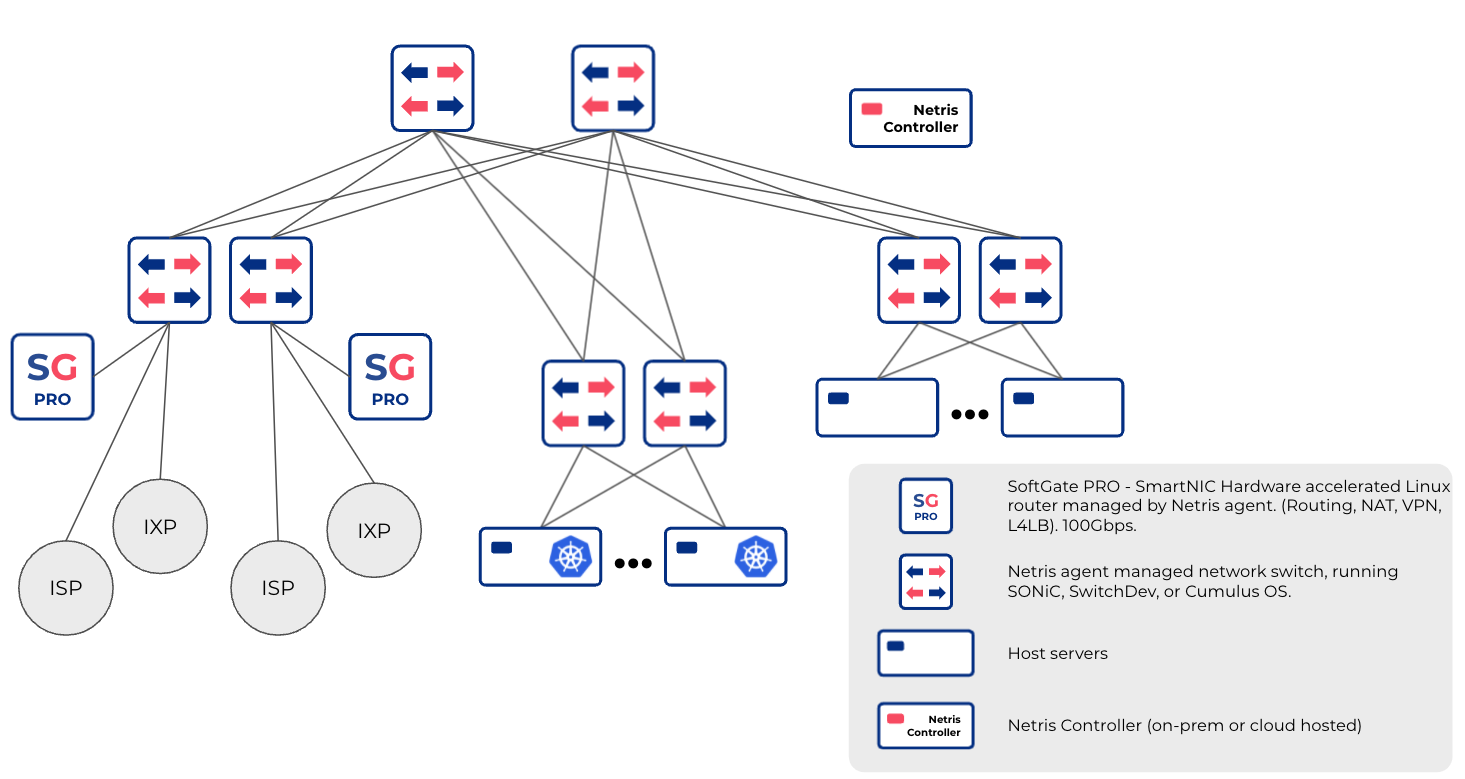 Netris
Controller
SG
PRO
SG
PRO
IXP
IXP
ISP
ISP
SG
PRO
SoftGate PRO - SmartNIC Hardware accelerated Linux
router managed by Netris agent. (Routing, NAT, VPN,
L4LB). 100Gbps.
Netris agent managed network switch, running
SONiC, SwitchDev, or Cumulus OS.
Host servers
Netris
Controller
Netris Controller (on-prem or cloud hosted)